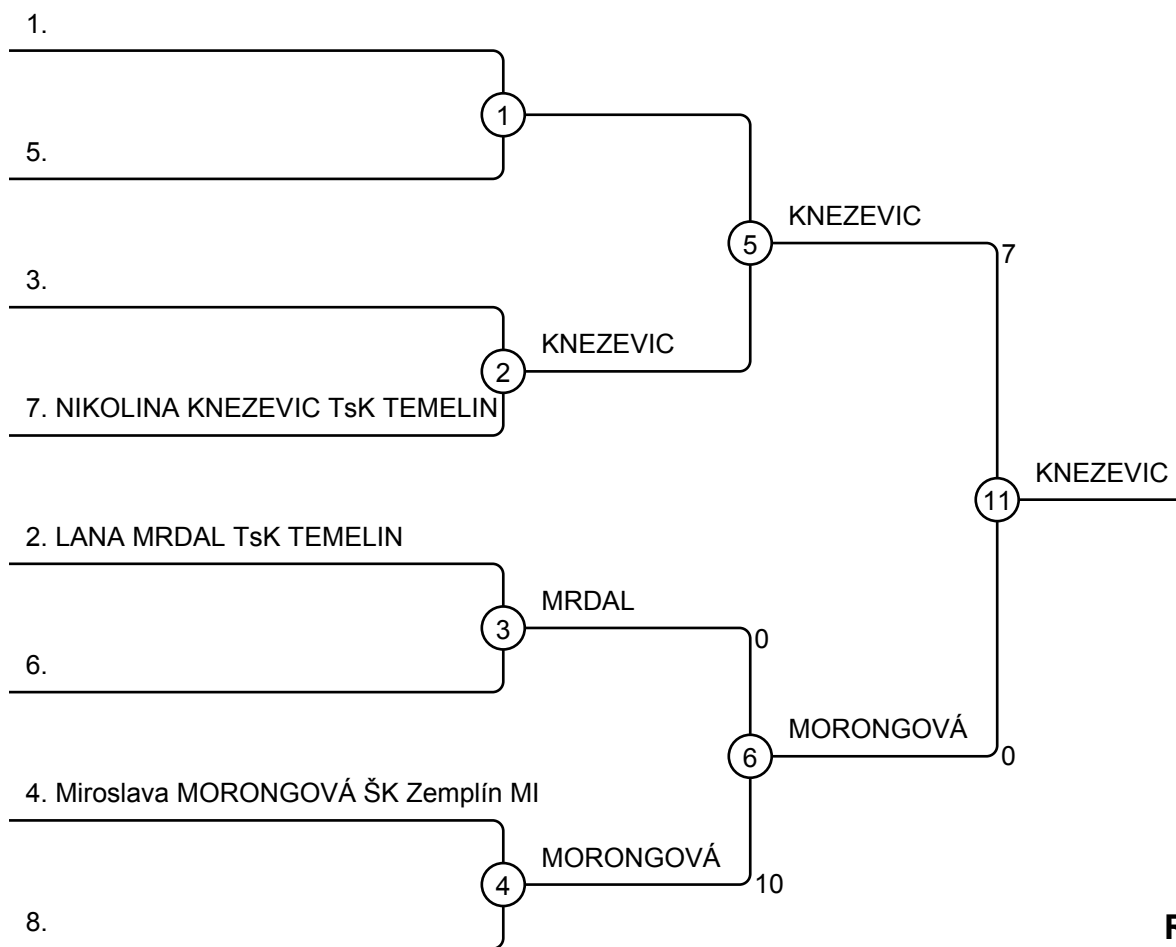 1.
1
5.
KNEZEVIC
5
7
3.
KNEZEVIC
2
7. NIKOLINA KNEZEVIC TsK TEMELIN
KNEZEVIC
11
2. LANA MRDAL TsK TEMELIN
MRDAL
3
0
6.
MORONGOVÁ
6
0
4. Miroslava MORONGOVÁ ŠK Zemplín MI
MORONGOVÁ
4
10
8.